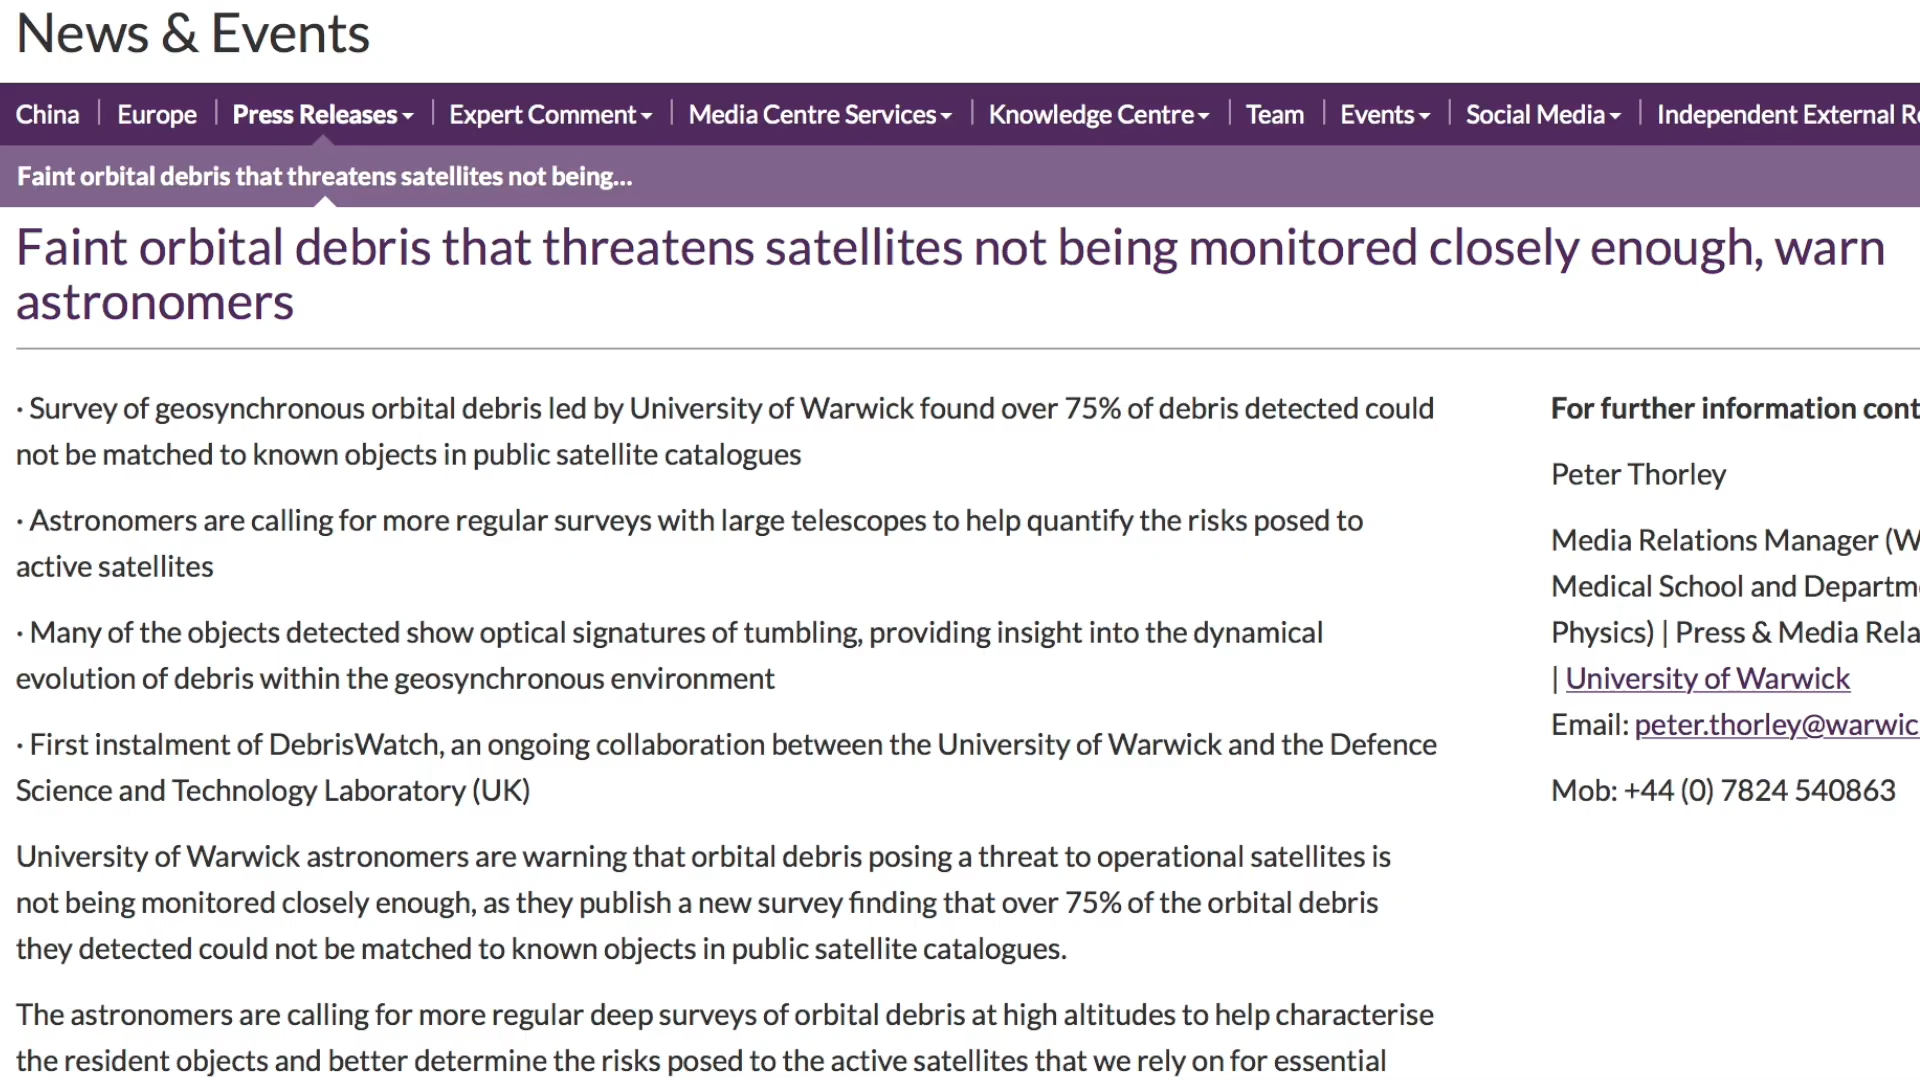 News & Events
China
Europe
Press Releases
Expert Comment
Media Centre Services
Knowledge Centre
Team
Events
Social Media
Independent External
Faint orbital debris that threatens satellites not being...
Faint orbital debris that threatens satellites not being monitored closely enough, warn
astronomers
· Survey of geosynchronous orbital debris led by University of Warwick found over 75% of debris detected could
not be matched to known objects in public satellite catalogues
· Astronomers are calling for more regular surveys with large telescopes to help quantify the risks posed to
active satellites
· Many of the objects detected show optical signatures of tumbling, providing insight into the dynamical
evolution of debris within the geosynchronous environment
· First instalment of DebrisWatch, an ongoing collaboration between the University of Warwick and the Defence
Science and Technology Laboratory (UK)
University of Warwick astronomers are warning that orbital debris posing a threat to operational satellites is
not being monitored closely enough, as they publish a new survey finding that over 75% of the orbital debris
they detected could not be matched to known objects in public satellite catalogues.
The astronomers are calling for more regular deep surveys of orbital debris at high altitudes to help characterise
the resident objects and better determine the risks posed to the active satellites that we rely on for essential
For further information cont
Peter Thorley
Media Relations Manager (W
Medical School and Departm
Physics) | Press & Media Rela
| University of Warwick
Email: peter.thorley@warwic
Mob: +44 (0) 7824 540863